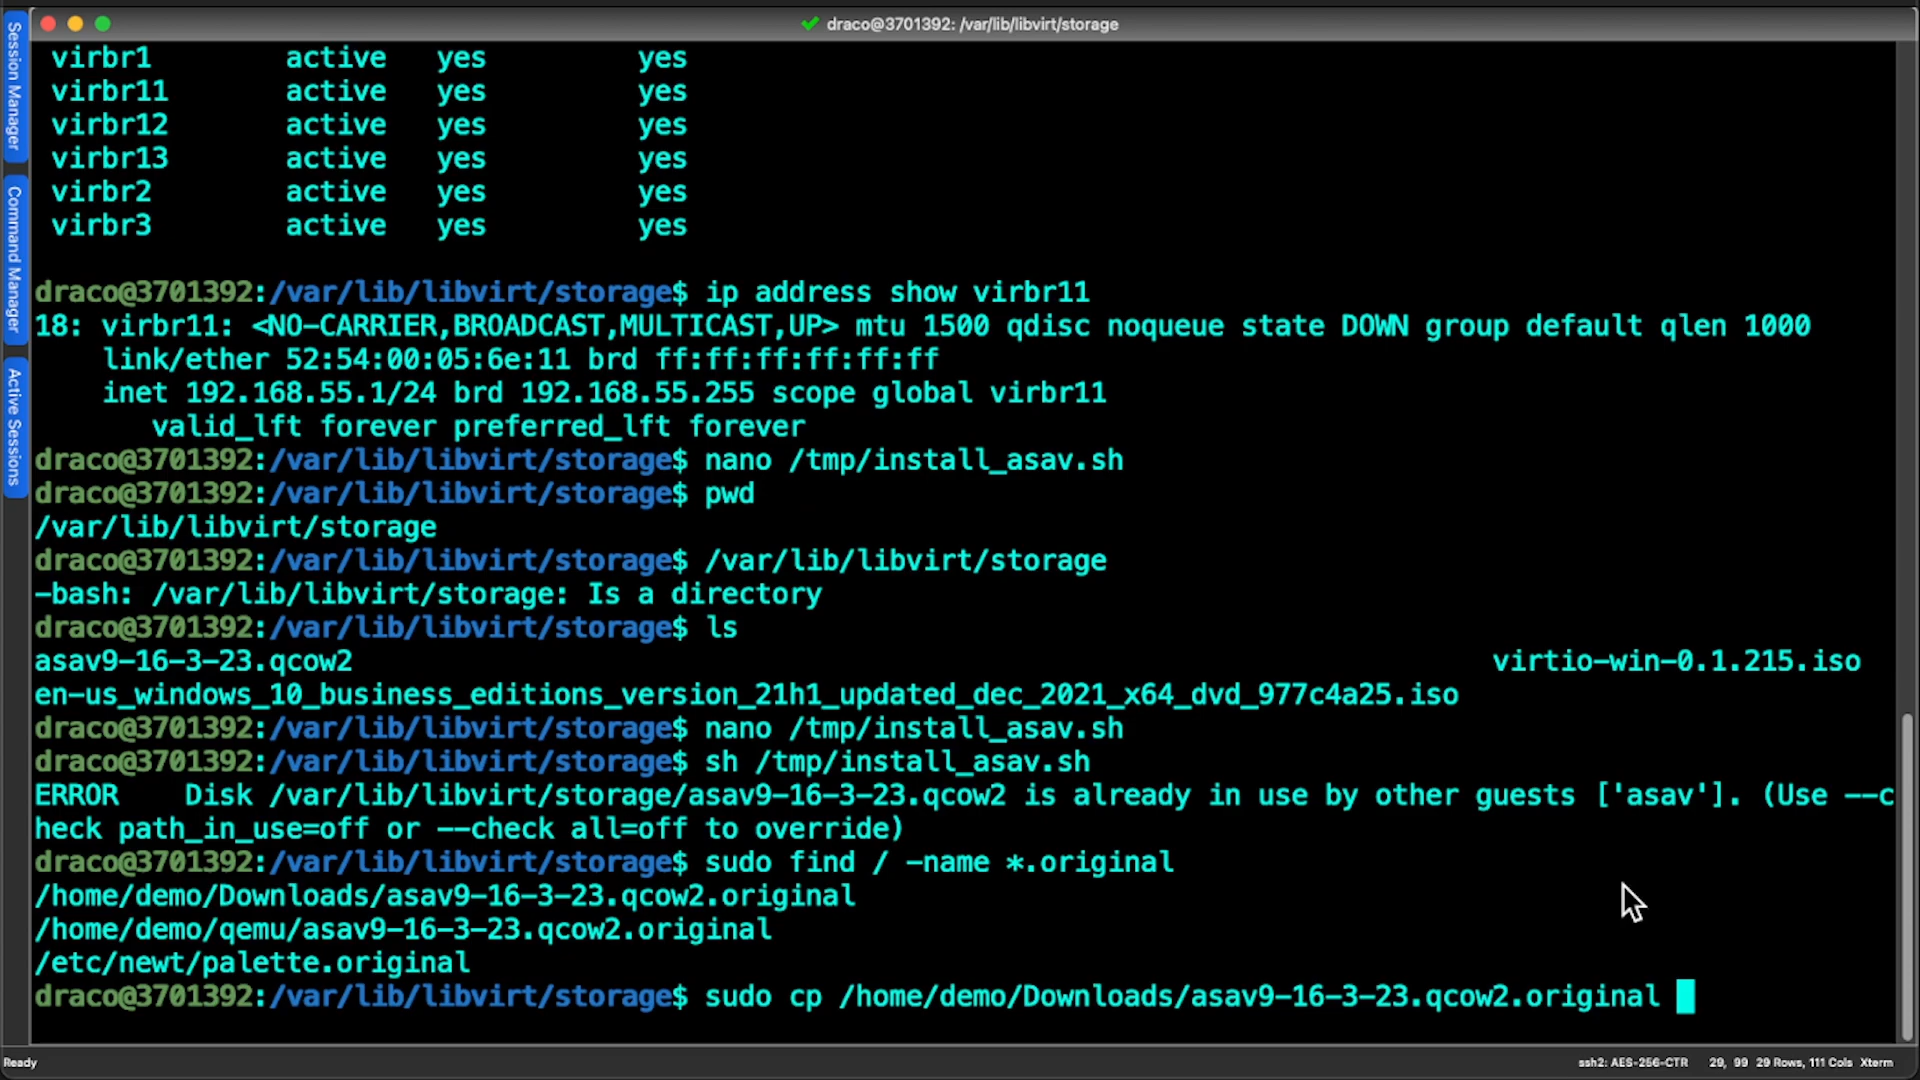 draco@3701392: /var/lib/libvirt/storage
Session Manager
Command Manager
Active Sessions
virbr1 active yes yes
virbr11 active yes yes
virbr12 active yes yes
virbr13 active yes yes
virbr2 active yes yes
virbr3 active yes yes
draco@3701392:/var/lib/libvirt/storage$ ip address show virbr11
18: virbr11: <NO-CARRIER,BROADCAST,MULTICAST,UP> mtu 1500 qdisc noqueue state DOWN group default qlen 1000
link/ether 52:54:00:05:6e:11 brd ff:ff:ff:ff:ff:ff
inet 192.168.55.1/24 brd 192.168.55.255 scope global virbr11
valid_lft forever preferred_lft forever
draco@3701392:/var/lib/libvirt/storage$ nano /tmp/install_asav.sh
draco@3701392:/var/lib/libvirt/storage$ pwd
/var/lib/libvirt/storage
draco@3701392:/var/lib/libvirt/storage$ /var/lib/libvirt/storage
-bash: /var/lib/libvirt/storage: Is a directory
draco@3701392:/var/lib/libvirt/storage$ ls
asav9-16-3-23.qcow2 virtio-win-0.1.215.iso
en-us_windows_10_business_editions_version_21h1_updated_dec_2021_x64_dvd_977c4a25.iso
draco@3701392:/var/lib/libvirt/storage$ nano /tmp/install_asav.sh
draco@3701392:/var/lib/libvirt/storage$ sh /tmp/install_asav.sh
ERROR Disk /var/lib/libvirt/storage/asav9-16-3-23.qcow2 is already in use by other guests ['asav']. (Use --c
heck path_in_use=off or --check all=off to override)
draco@3701392:/var/lib/libvirt/storage$ sudo find / -name *.original
/home/demo/Downloads/asav9-16-3-23.qcow2.original
/home/demo/qemu/asav9-16-3-23.qcow2.original
/etc/newt/palette.original
draco@3701392:/var/lib/libvirt/storage$ sudo cp /home/demo/Downloads/asav9-16-3-23.qcow2.original
Ready ssh2: AES-256-CTR 29, 99 29 Rows, 111 Cols Xterm